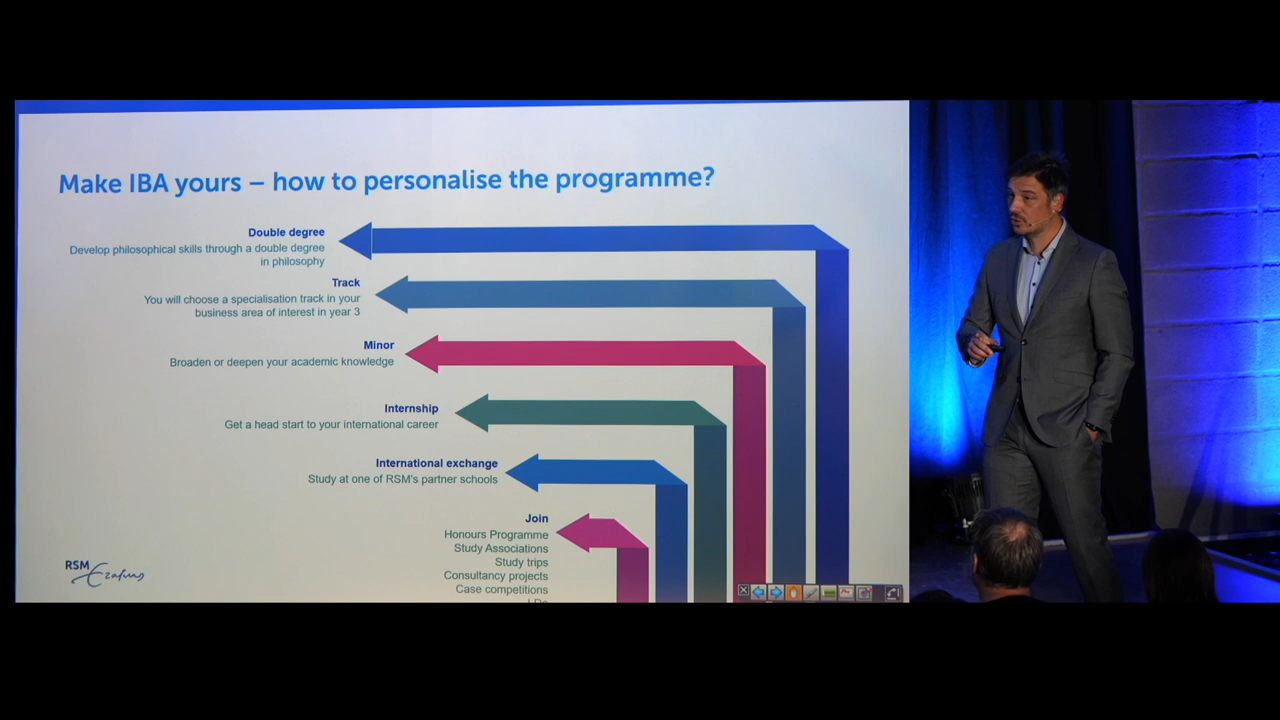 Make IBA yours – how to personalise the programme?
Double degree
Develop philosophical skills through a double degree
in philosophy
Track
You will choose a specialisation track in your
business area of interest in year 3
Minor
Broaden or deepen your academic knowledge
Internship
Get a head start to your international career
International exchange
Study at one of RSM's partner schools
Join
Honours Programme
Study Associations
Study trips
Consultancy projects
Case competitions
RSM
Erasmus